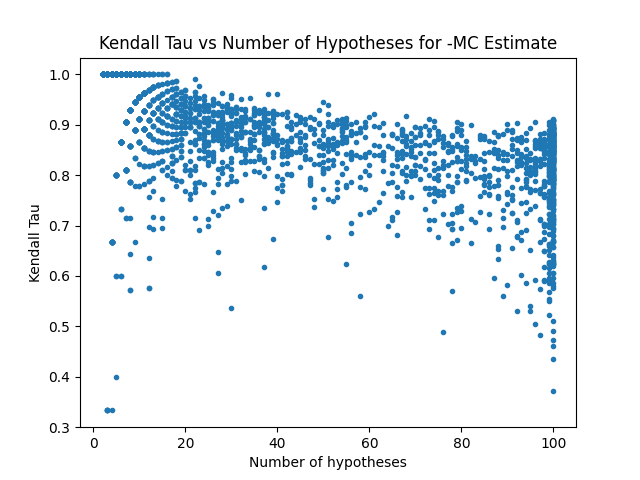 Kendall Tau vs Number of Hypotheses for -MC Estimate
1.0
0.9
0.8
0.7
0.6
0.5
0.4
0.3
Kendall Tau
0 20 40 60 80 100
Number of hypotheses